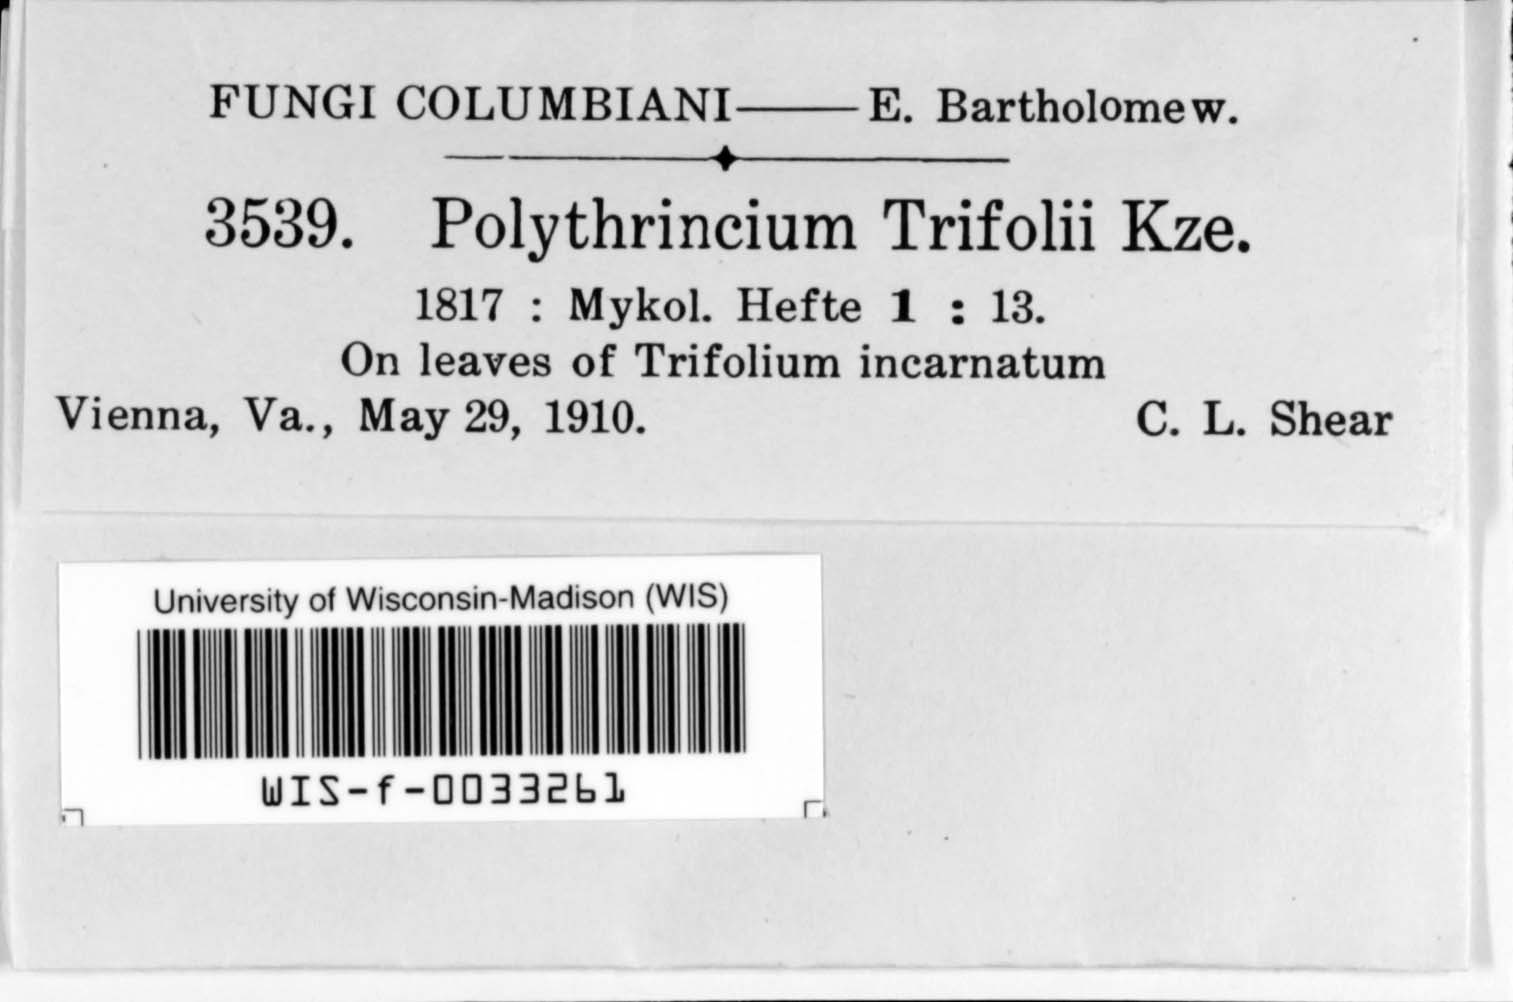 FUNGI COLUMBIANI——E. Bartholomew.
3539. Polythrincium Trifolii Kze.
1817 : Mykol. Hefte 1 : 13.
On leaves of Trifolium incarnatum
Vienna, Va., May 29, 1910. C. L. Shear
University of Wisconsin-Madison (WIS)
WIS-f-0033261